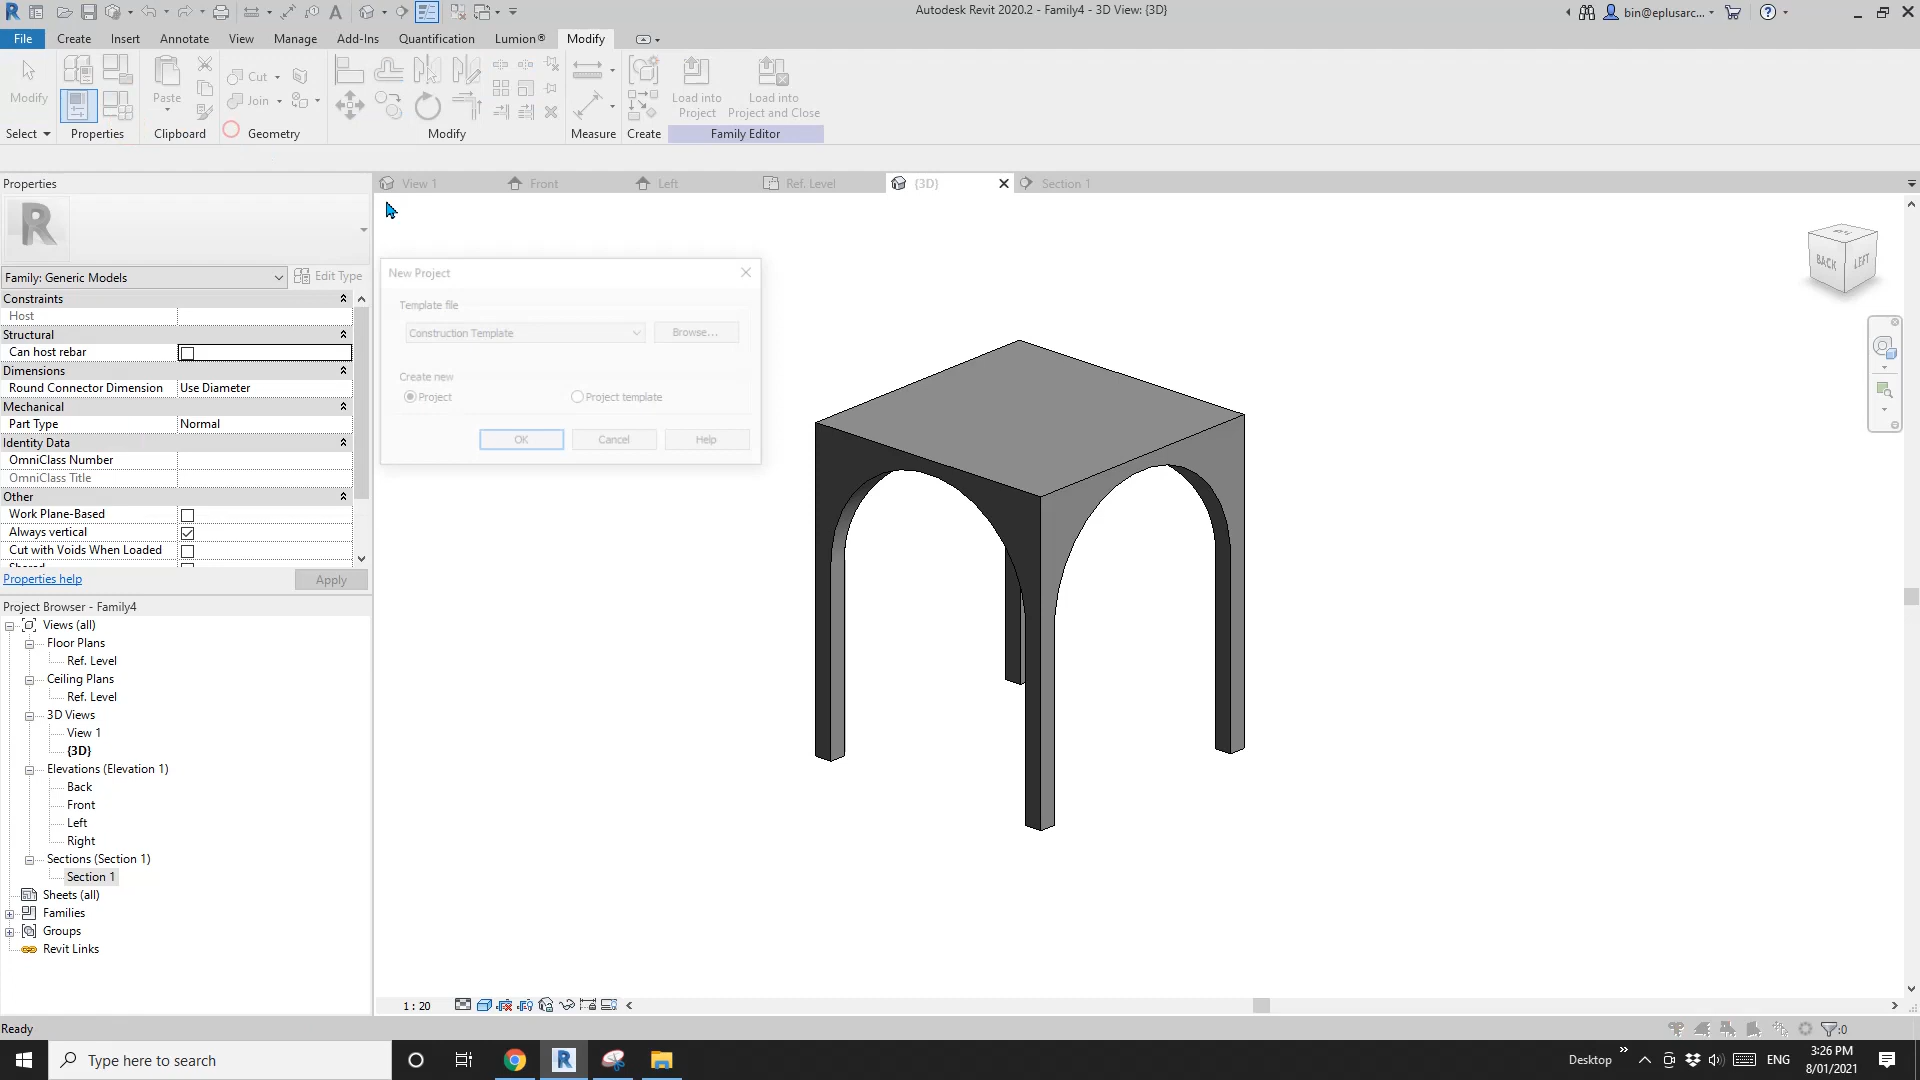 Autodesk Revit 2020.2 - Family4 - 3D View: {3D}
bin@eplusarc...
File Create Insert Annotate View Manage Add-Ins Quantification Lumion® Modify
Modify
Paste
Cut
Join
Load into Project
Load into Project and Close
Select Properties Clipboard Geometry Modify Measure Create Family Editor
Properties
View 1 Front Left Ref. Level {3D} Section 1
Family: Generic Models Edit Type
Constraints
Host
Structural
Can host rebar
Dimensions
Round Connector Dimension Use Diameter
Mechanical
Part Type Normal
Identity Data
OmniClass Number
OmniClass Title
Other
Work Plane-Based
Always vertical
Cut with Voids When Loaded
Properties help Apply
New Project
Template file
Construction Template Browse...
Create new
Project Project template
OK Cancel Help
BACK LEFT
Project Browser - Family4
Views (all)
Floor Plans
Ref. Level
Ceiling Plans
Ref. Level
3D Views
View 1
{3D}
Elevations (Elevation 1)
Back
Front
Left
Right
Sections (Section 1)
Section 1
Sheets (all)
Families
Groups
Revit Links
1 : 20
Ready
:0
Type here to search
Desktop
ENG
3:26 PM
8/01/2021